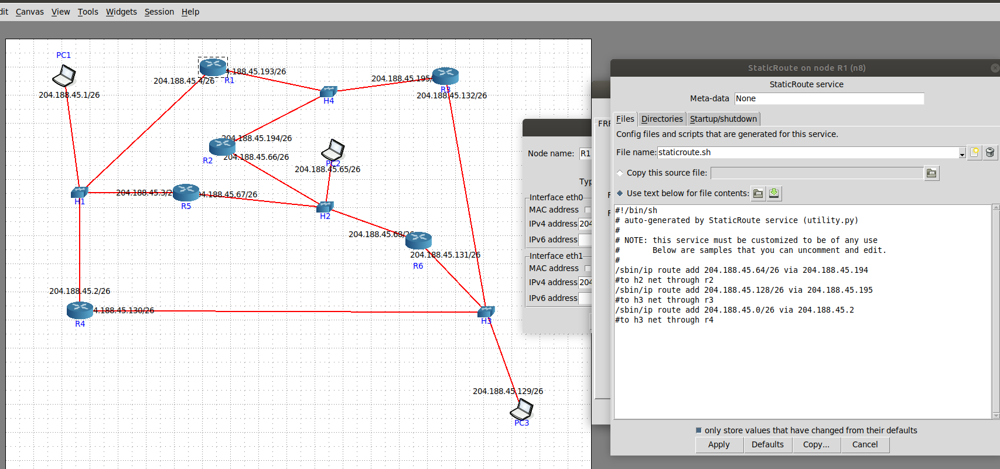 dit Canvas View Tools Widgets Session Help
PC1
204.188.45.1/26
204.188.45.4/26
4.188.45.193/26
R1
H4
204.188.45.195/
R3
204.188.45.132/26
204.188.45.194/26
R2
204.188.45.66/26
PC2
204.188.45.65/26
H1
204.188.45.3/2
R5
04.188.45.67/26
H2
204.188.45.68/26
204.188.45.131/26
R6
204.188.45.2/26
R4
4.188.45.130/26
H3
204.188.45.129/26
PC3
FRR
Node name: R1
Typ
Interface eth0
MAC address
IPv4 address 204
IPv6 address
Interface eth1
MAC address
IPv4 address 204
IPv6 address
StaticRoute on node R1 (n8)
StaticRoute service
Meta-data None
Files Directories Startup/shutdown
Config files and scripts that are generated for this service.
File name: staticroute.sh
Copy this source file:
Use text below for file contents:
#!/bin/sh
# auto-generated by StaticRoute service (utility.py)
#
# NOTE: this service must be customized to be of any use
#       Below are samples that you can uncomment and edit.
#
/sbin/ip route add 204.188.45.64/26 via 204.188.45.194
#to h2 net through r2
/sbin/ip route add 204.188.45.128/26 via 204.188.45.195
#to h3 net through r3
/sbin/ip route add 204.188.45.0/26 via 204.188.45.2
#to h3 net through r4
only store values that have changed from their defaults
Apply Defaults Copy... Cancel